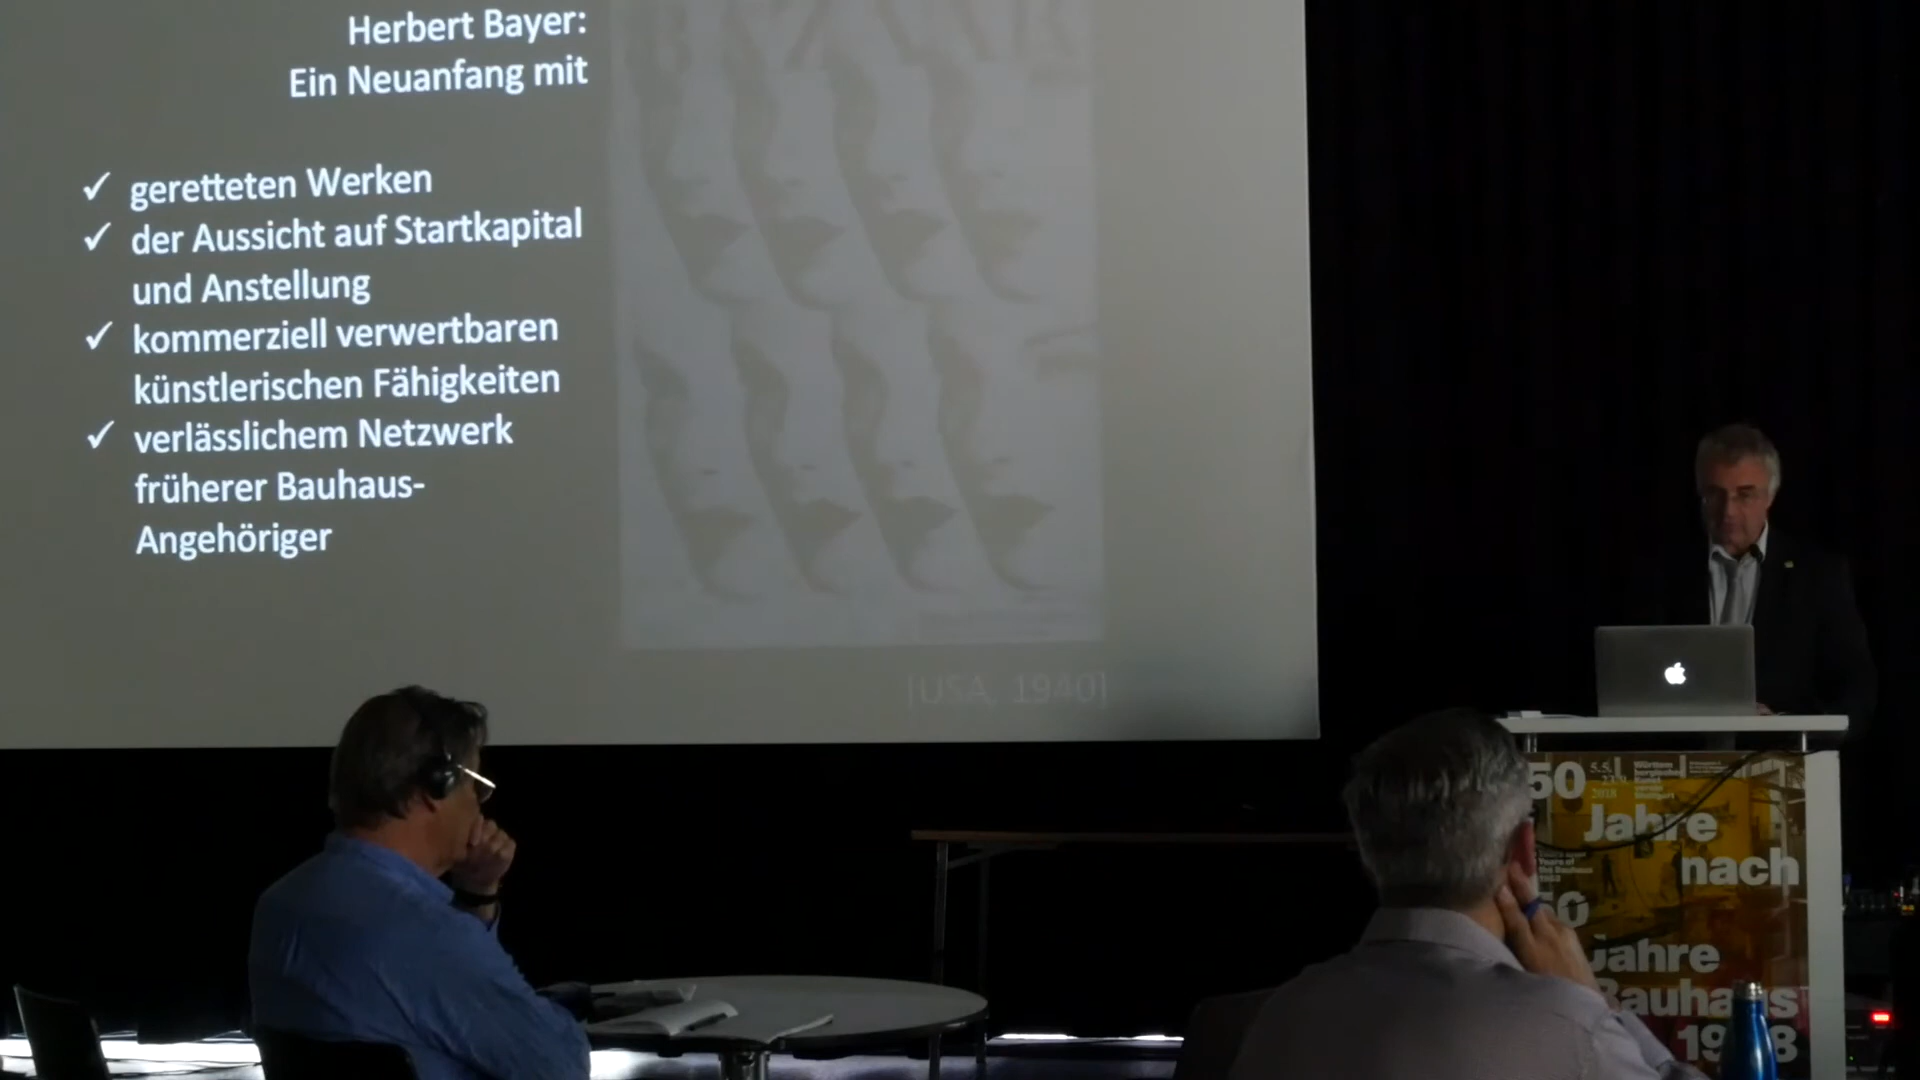 Herbert Bayer:
Ein Neuanfang mit
✓ geretteten Werken
✓ der Aussicht auf Startkapital
und Anstellung
✓ kommerziell verwertbaren
künstlerischen Fähigkeiten
✓ verlässlichem Netzwerk
früherer Bauhaus-
Angehöriger
[USA, 1940]
50
2018
Jahre
nach
50
Jahre
Bauhaus